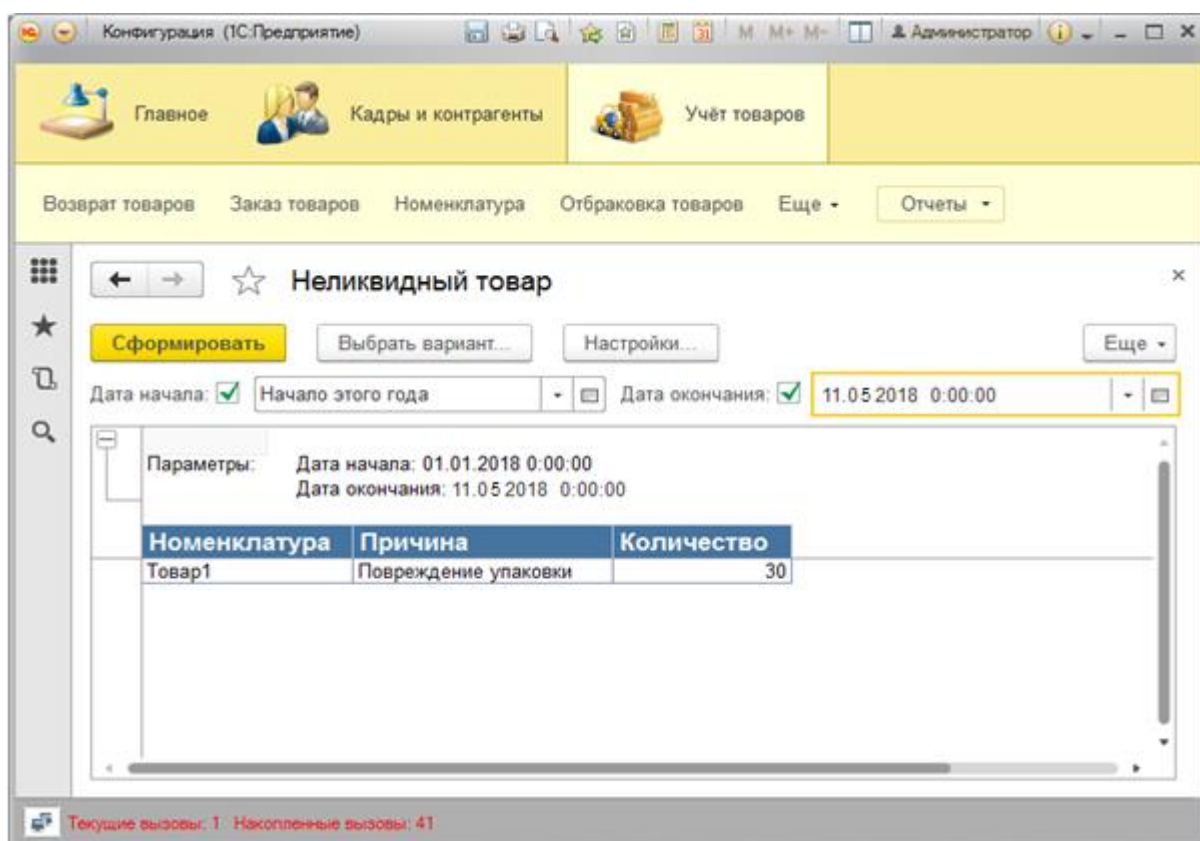 Конфигурация (1С:Предприятие) 31 M M+ M- Администратор
Главное Кадры и контрагенты Учёт товаров
Возврат товаров Заказ товаров Номенклатура Отбраковка товаров Еще Отчеты
Неликвидный товар
Сформировать Выбрать вариант... Настройки... Еще
Дата начала: Начало этого года Дата окончания: 11.05 2018 0:00:00
Параметры: Дата начала: 01.01.2018 0:00:00
Дата окончания: 11.05 2018 0:00:00
Номенклатура Причина Количество
Товар1 Повреждение упаковки 30
Текущие вызовы: 1 Накопленные вызовы: 41